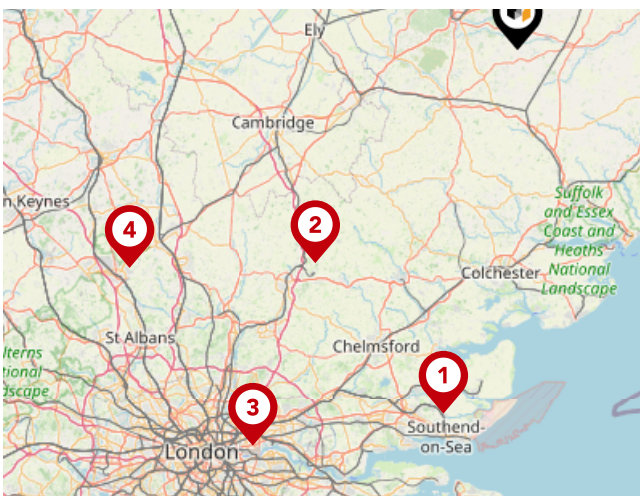 Ely
Cambridge
n Keynes
Suffolk
and Essex
Coast and
Heaths
National
Landscape
4
2
Colchester
St Albans
Chelmsford
lterns
tional
dscape
1
3
Southend-
on-Sea
London